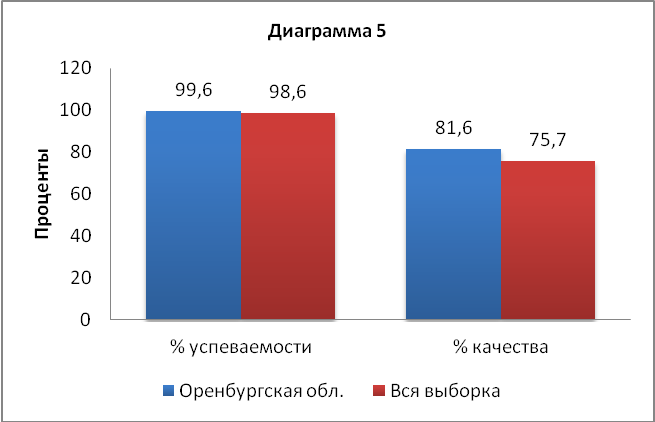 Диаграмма 5
Проценты
120
100
80
60
40
20
0
99,6
98,6
81,6
75,7
% успеваемости
% качества
Оренбургская обл.
Вся выборка